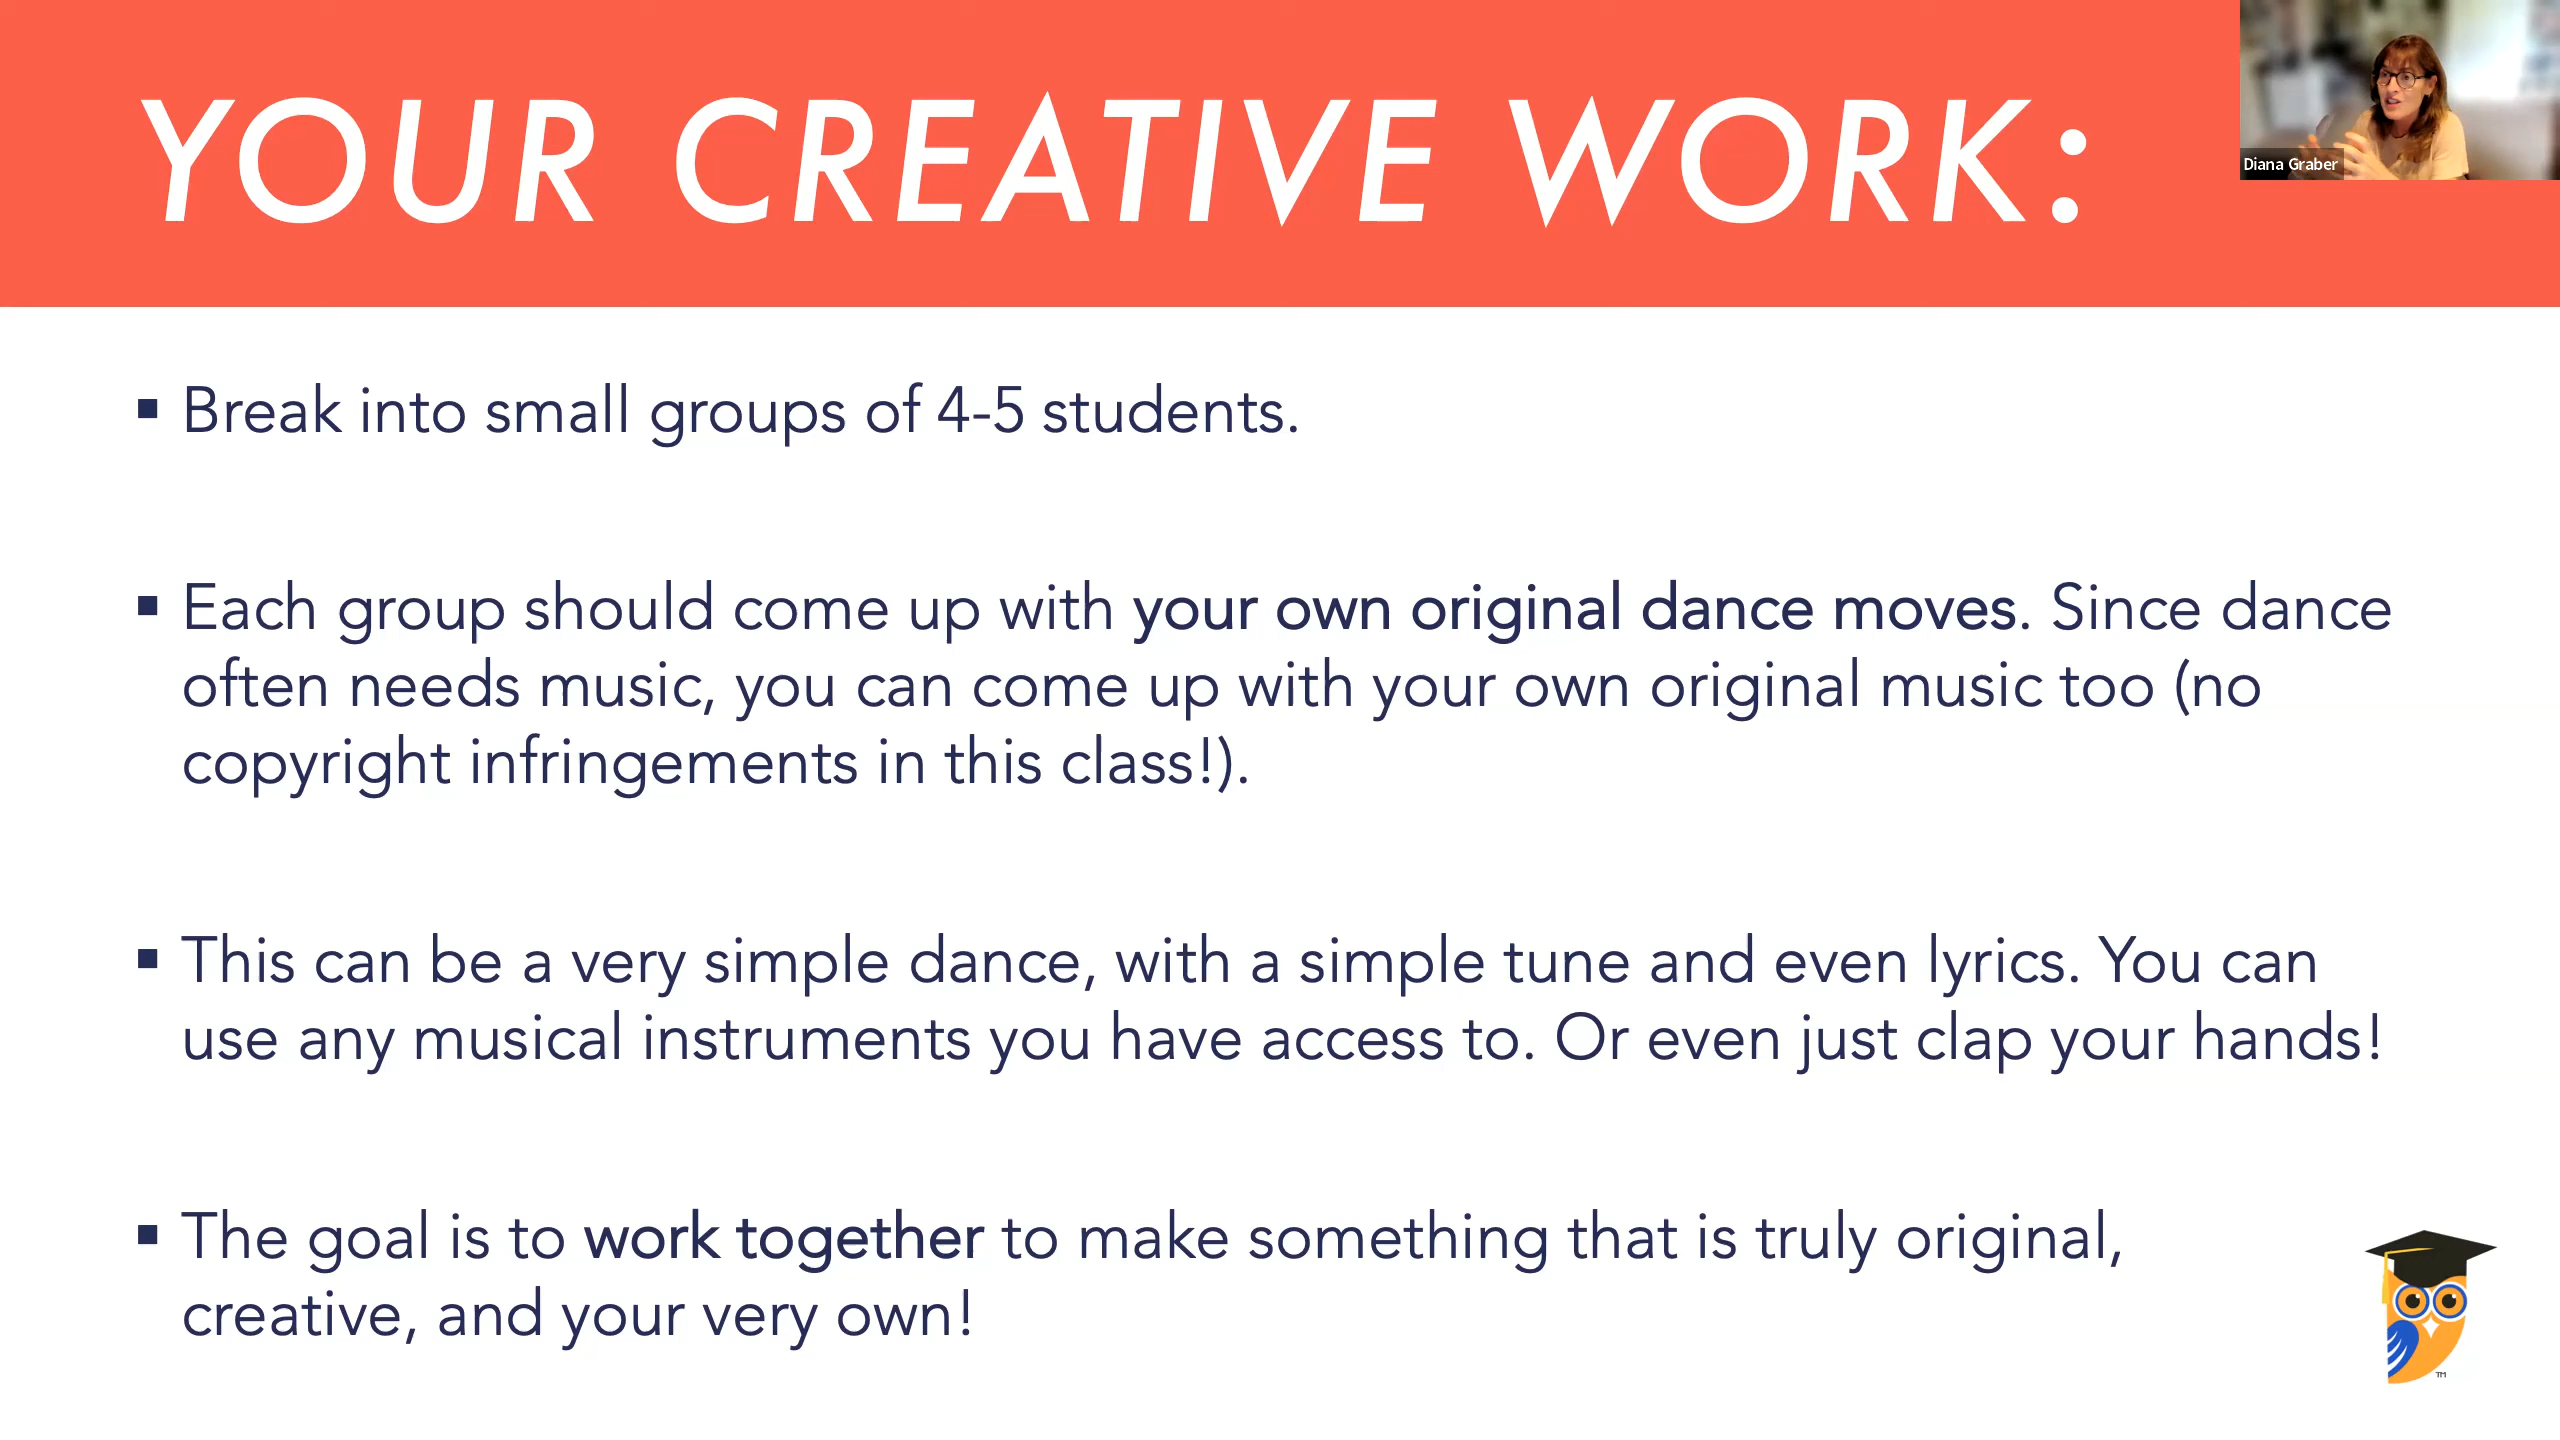 YOUR CREATIVE WORK:
Diana Graber
▪ Break into small groups of 4-5 students.
▪ Each group should come up with your own original dance moves. Since dance
often needs music, you can come up with your own original music too (no
copyright infringements in this class!).
▪ This can be a very simple dance, with a simple tune and even lyrics. You can
use any musical instruments you have access to. Or even just clap your hands!
▪ The goal is to work together to make something that is truly original,
creative, and your very own!
TM